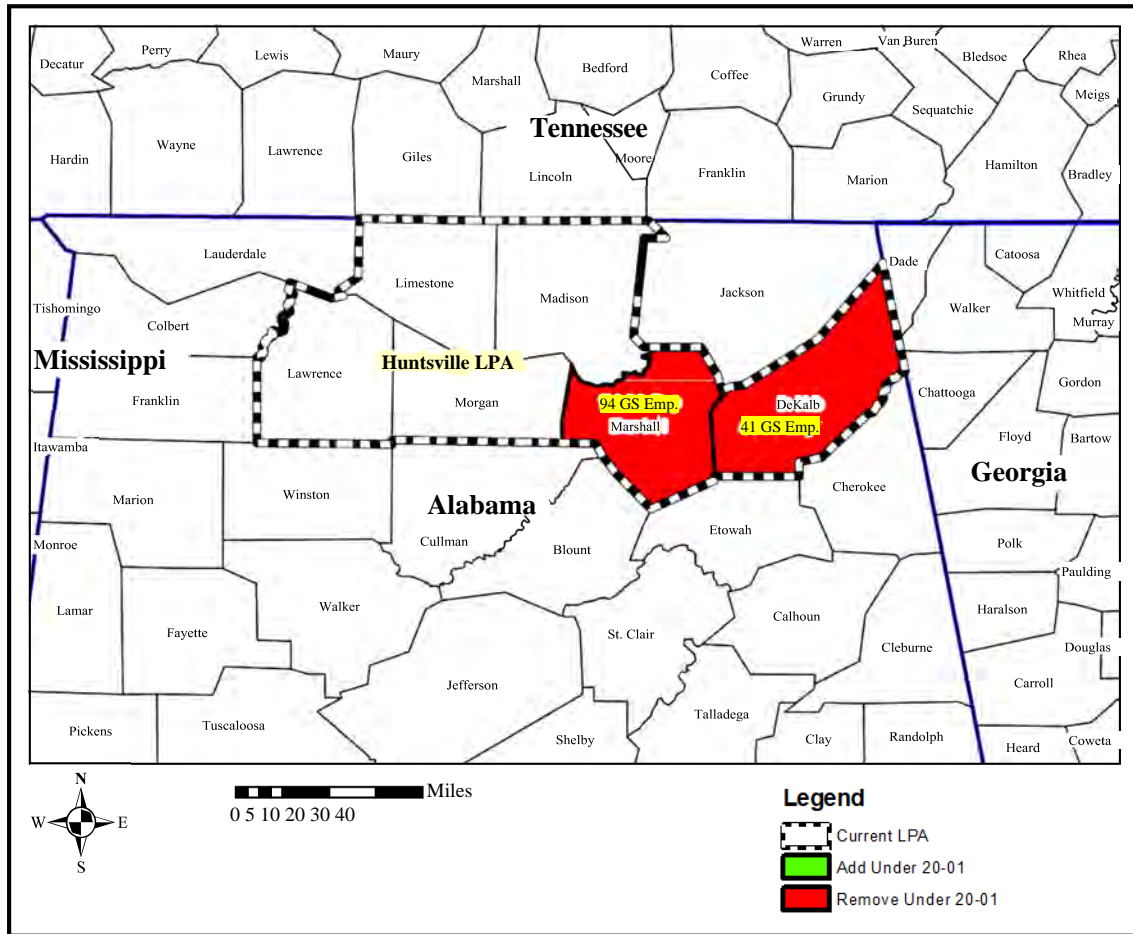 Perry
Lewis
Maury
Warren
Van Buren
Bledsoe
Rhea
Decatur
Marshall
Bedford
Coffee
Grundy
Sequatchie
Meigs
Tennessee
Hardin
Wayne
Lawrence
Giles
Lincoln
Moore
Franklin
Marion
Hamilton
Bradley
Lauderdale
Limestone
Madison
Jackson
Dade
Catoosa
Walker
Whitfield
Murray
Tishomingo
Colbert
Mississippi
Lawrence
Huntsville LPA
Franklin
Morgan
94 GS Emp.
Marshall
DeKalb
41 GS Emp.
Chattooga
Gordon
Floyd
Bartow
Georgia
Itawamba
Marion
Winston
Alabama
Cullman
Blount
Etowah
Cherokee
Monroe
Polk
Paulding
Lamar
Fayette
Walker
St. Clair
Calhoun
Cleburne
Haralson
Douglas
Carroll
Jefferson
Pickens
Tuscaloosa
Shelby
Talladega
Clay
Randolph
Heard
Coweta
N
W E
S
Miles
0 5 10 20 30 40
Legend
Current LPA
Add Under 20-01
Remove Under 20-01